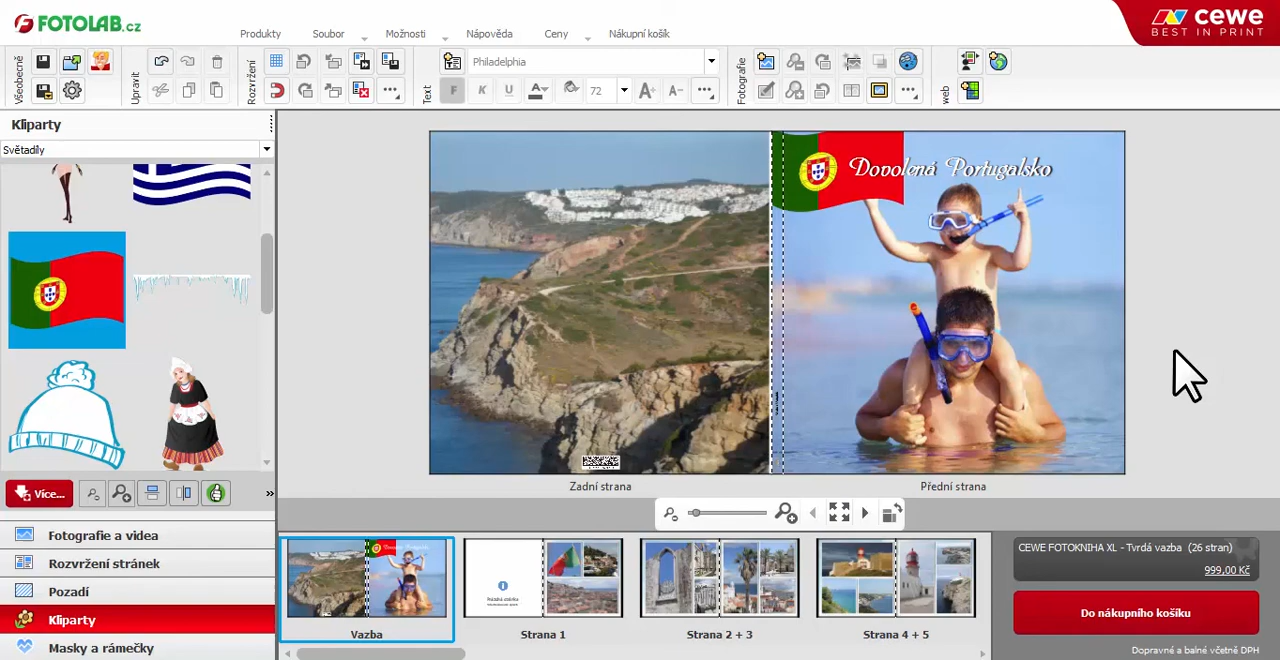 FOTOLAB.cz
Produkty
Soubor
Možnosti
Nápověda
Ceny
Nákupní košík
cewe
BEST IN PRINT
Všeobecně
Upravit
Rozvržení
Text
Philadelphia
F
K
U
72
Fotografie
web
Kliparty
Světadíly
Více...
Fotografie a videa
Rozvržení stránek
Pozadí
Kliparty
Masky a rámečky
Dovolená Portugalsko
Zadní strana
Přední strana
Vazba
Strana 1
Strana 2 + 3
Strana 4 + 5
CEWE FOTOKNIHA XL - Tvrdá vazba (26 stran)
999,00 Kč
Do nákupního košíku
Dopravné a balné včetně DPH